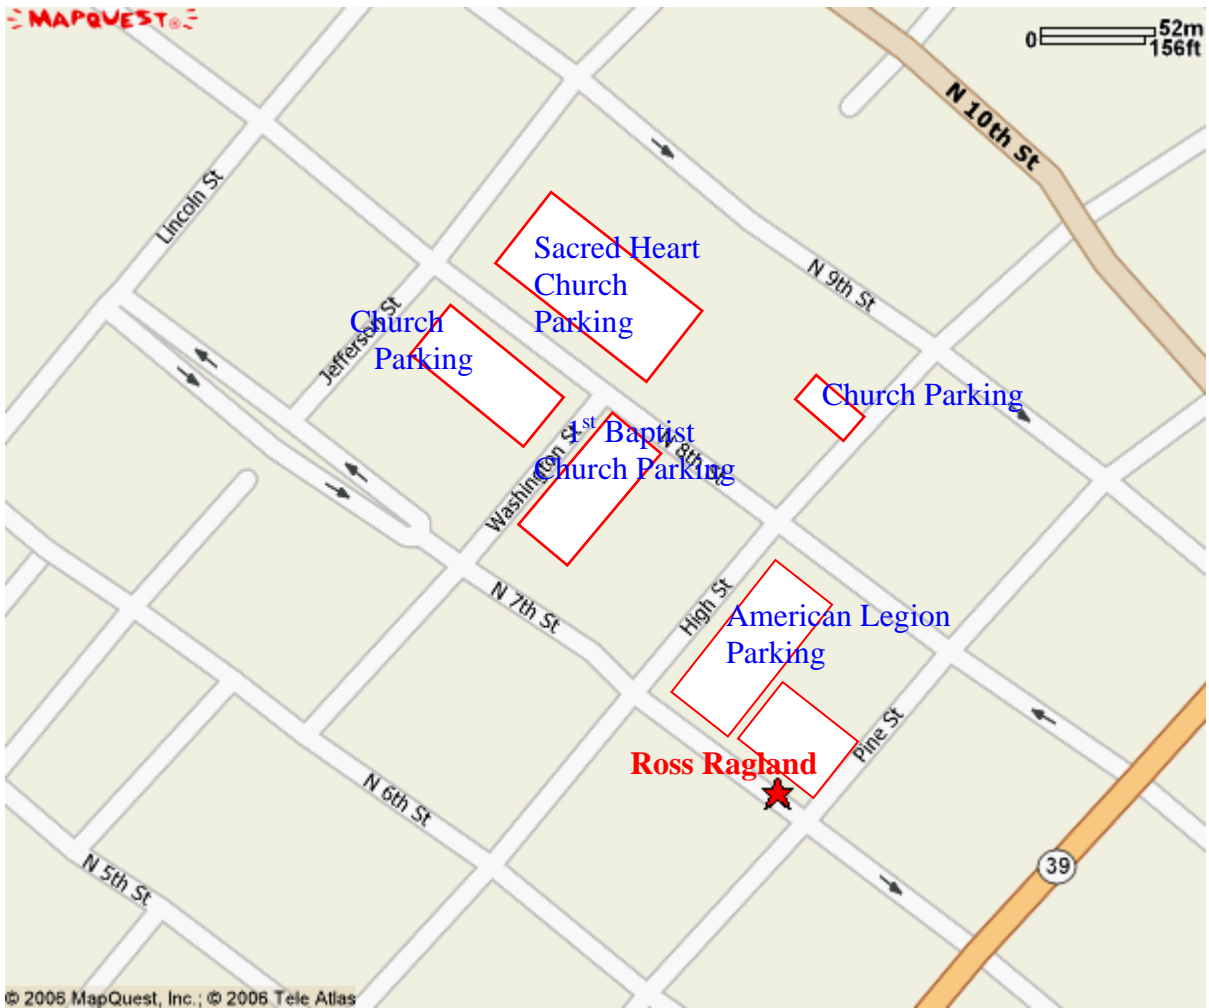 MAPQUEST®
0 52m
156ft
N 10th St
Lincoln St
Sacred Heart
Church
Parking
N 9th St
Church
Parking
Jefferson St
Church Parking
1st Baptist
Church Parking
Washington St
N 8th St
N 7th St
High St
American Legion
Parking
Pine St
Ross Ragland
N 6th St
N 5th St
39
© 2006 MapQuest, Inc.; © 2006 Tele Atlas